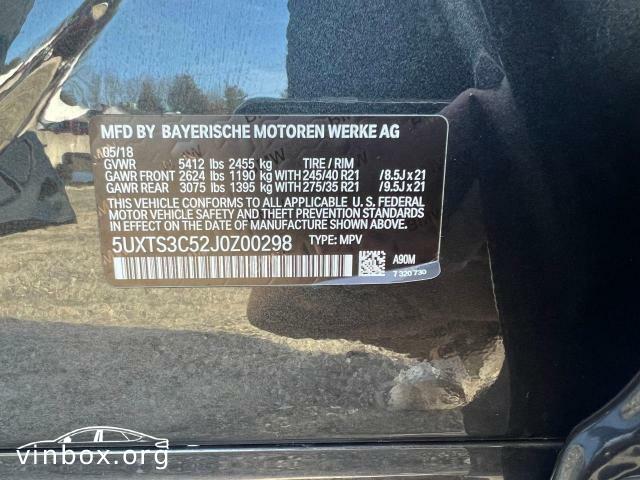 MFD BY BAYERISCHE MOTOREN WERKE AG
05/18
GVWR 5412 lbs 2455 kg TIRE / RIM
GAWR FRONT 2624 lbs 1190 kg WITH 245/40 R21 /8.5J x 21
GAWR REAR 3075 lbs 1395 kg WITH 275/35 R21 /9.5J x 21
THIS VEHICLE CONFORMS TO ALL APPLICABLE U. S. FEDERAL
MOTOR VEHICLE SAFETY AND THEFT PREVENTION STANDARDS
IN EFFECT ON THE DATE OF MANUFACTURE SHOWN ABOVE.
5UXTS3C52J0Z00298 TYPE: MPV
A90M
7 320 730
vinbox.org